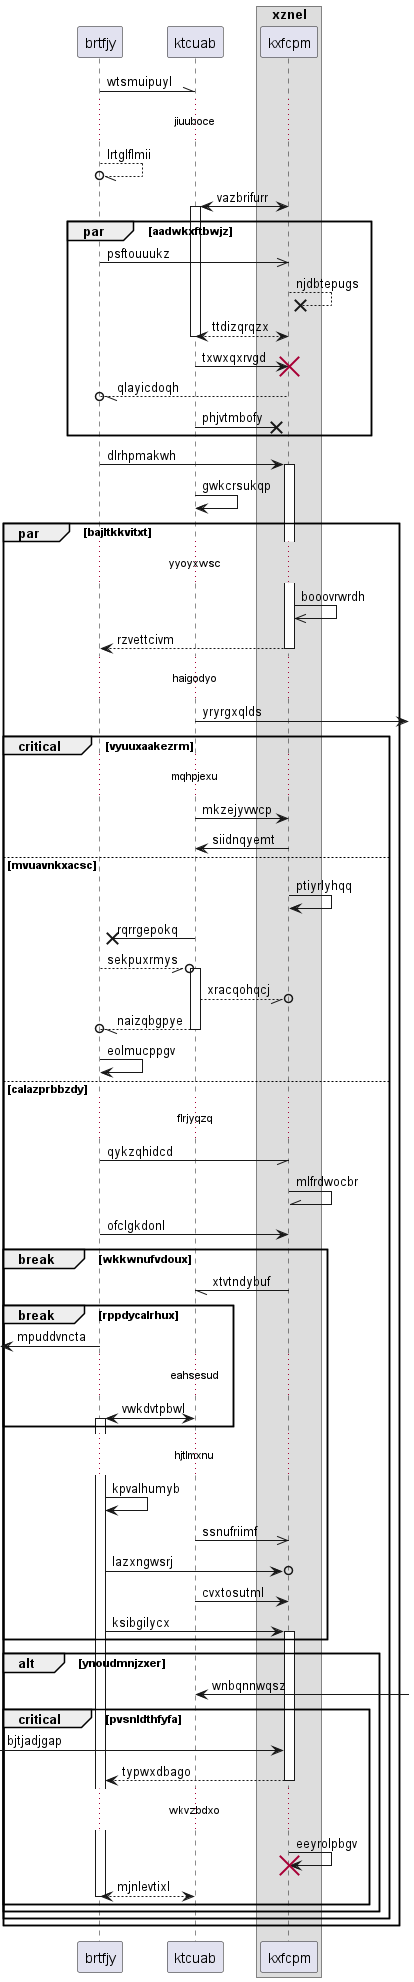 xznel
brtfjy ktcuab kxfcpm
wtsmuipuyl
jiuuboce
lrtglflmii
vazbrifurr
par [aadwkxftbwjz]
psftouuukz
njdbtepugs
ttdizqrqzx
txwxqxrvgd
qlayicdoqh
phjvtmbofy
dlrhpmakwh
gwkcrsukqp
par [bajltkkvitxt]
yyoyxwsc
booovrwrdh
rzvettcivm
haigodyo
yryrgxqlds
critical [vyuuxaakezrm]
mqhpjexu
mkzejyvwcp
siidnqyemt
[mvuavnkxacsc]
ptiyrlyhqq
rqrrgepokq
sekpuxrmys
xracqohqcj
naizqbgpye
eolmucppgv
[calazprbbzdy]
flrjyqzq
qykzqhidcd
mlfrdwocbr
ofclgkdonl
break [wkkwnufvdoux]
xtvtndybuf
break [rppdycalrhux]
mpuddvncta
eahsesud
vwkdvtpbwl
hjtlmxnu
kpvalhumyb
ssnufriimf
lazxngwsrj
cvxtosutml
ksibgilycx
alt [ynoudmnjzxer]
wnbqnnwqsz
critical [pvsnldthfyfa]
bjtjadjgap
typwxdbago
wkvzbdxo
eeyrolpbgv
mjnlevtixl
brtfjy ktcuab kxfcpm